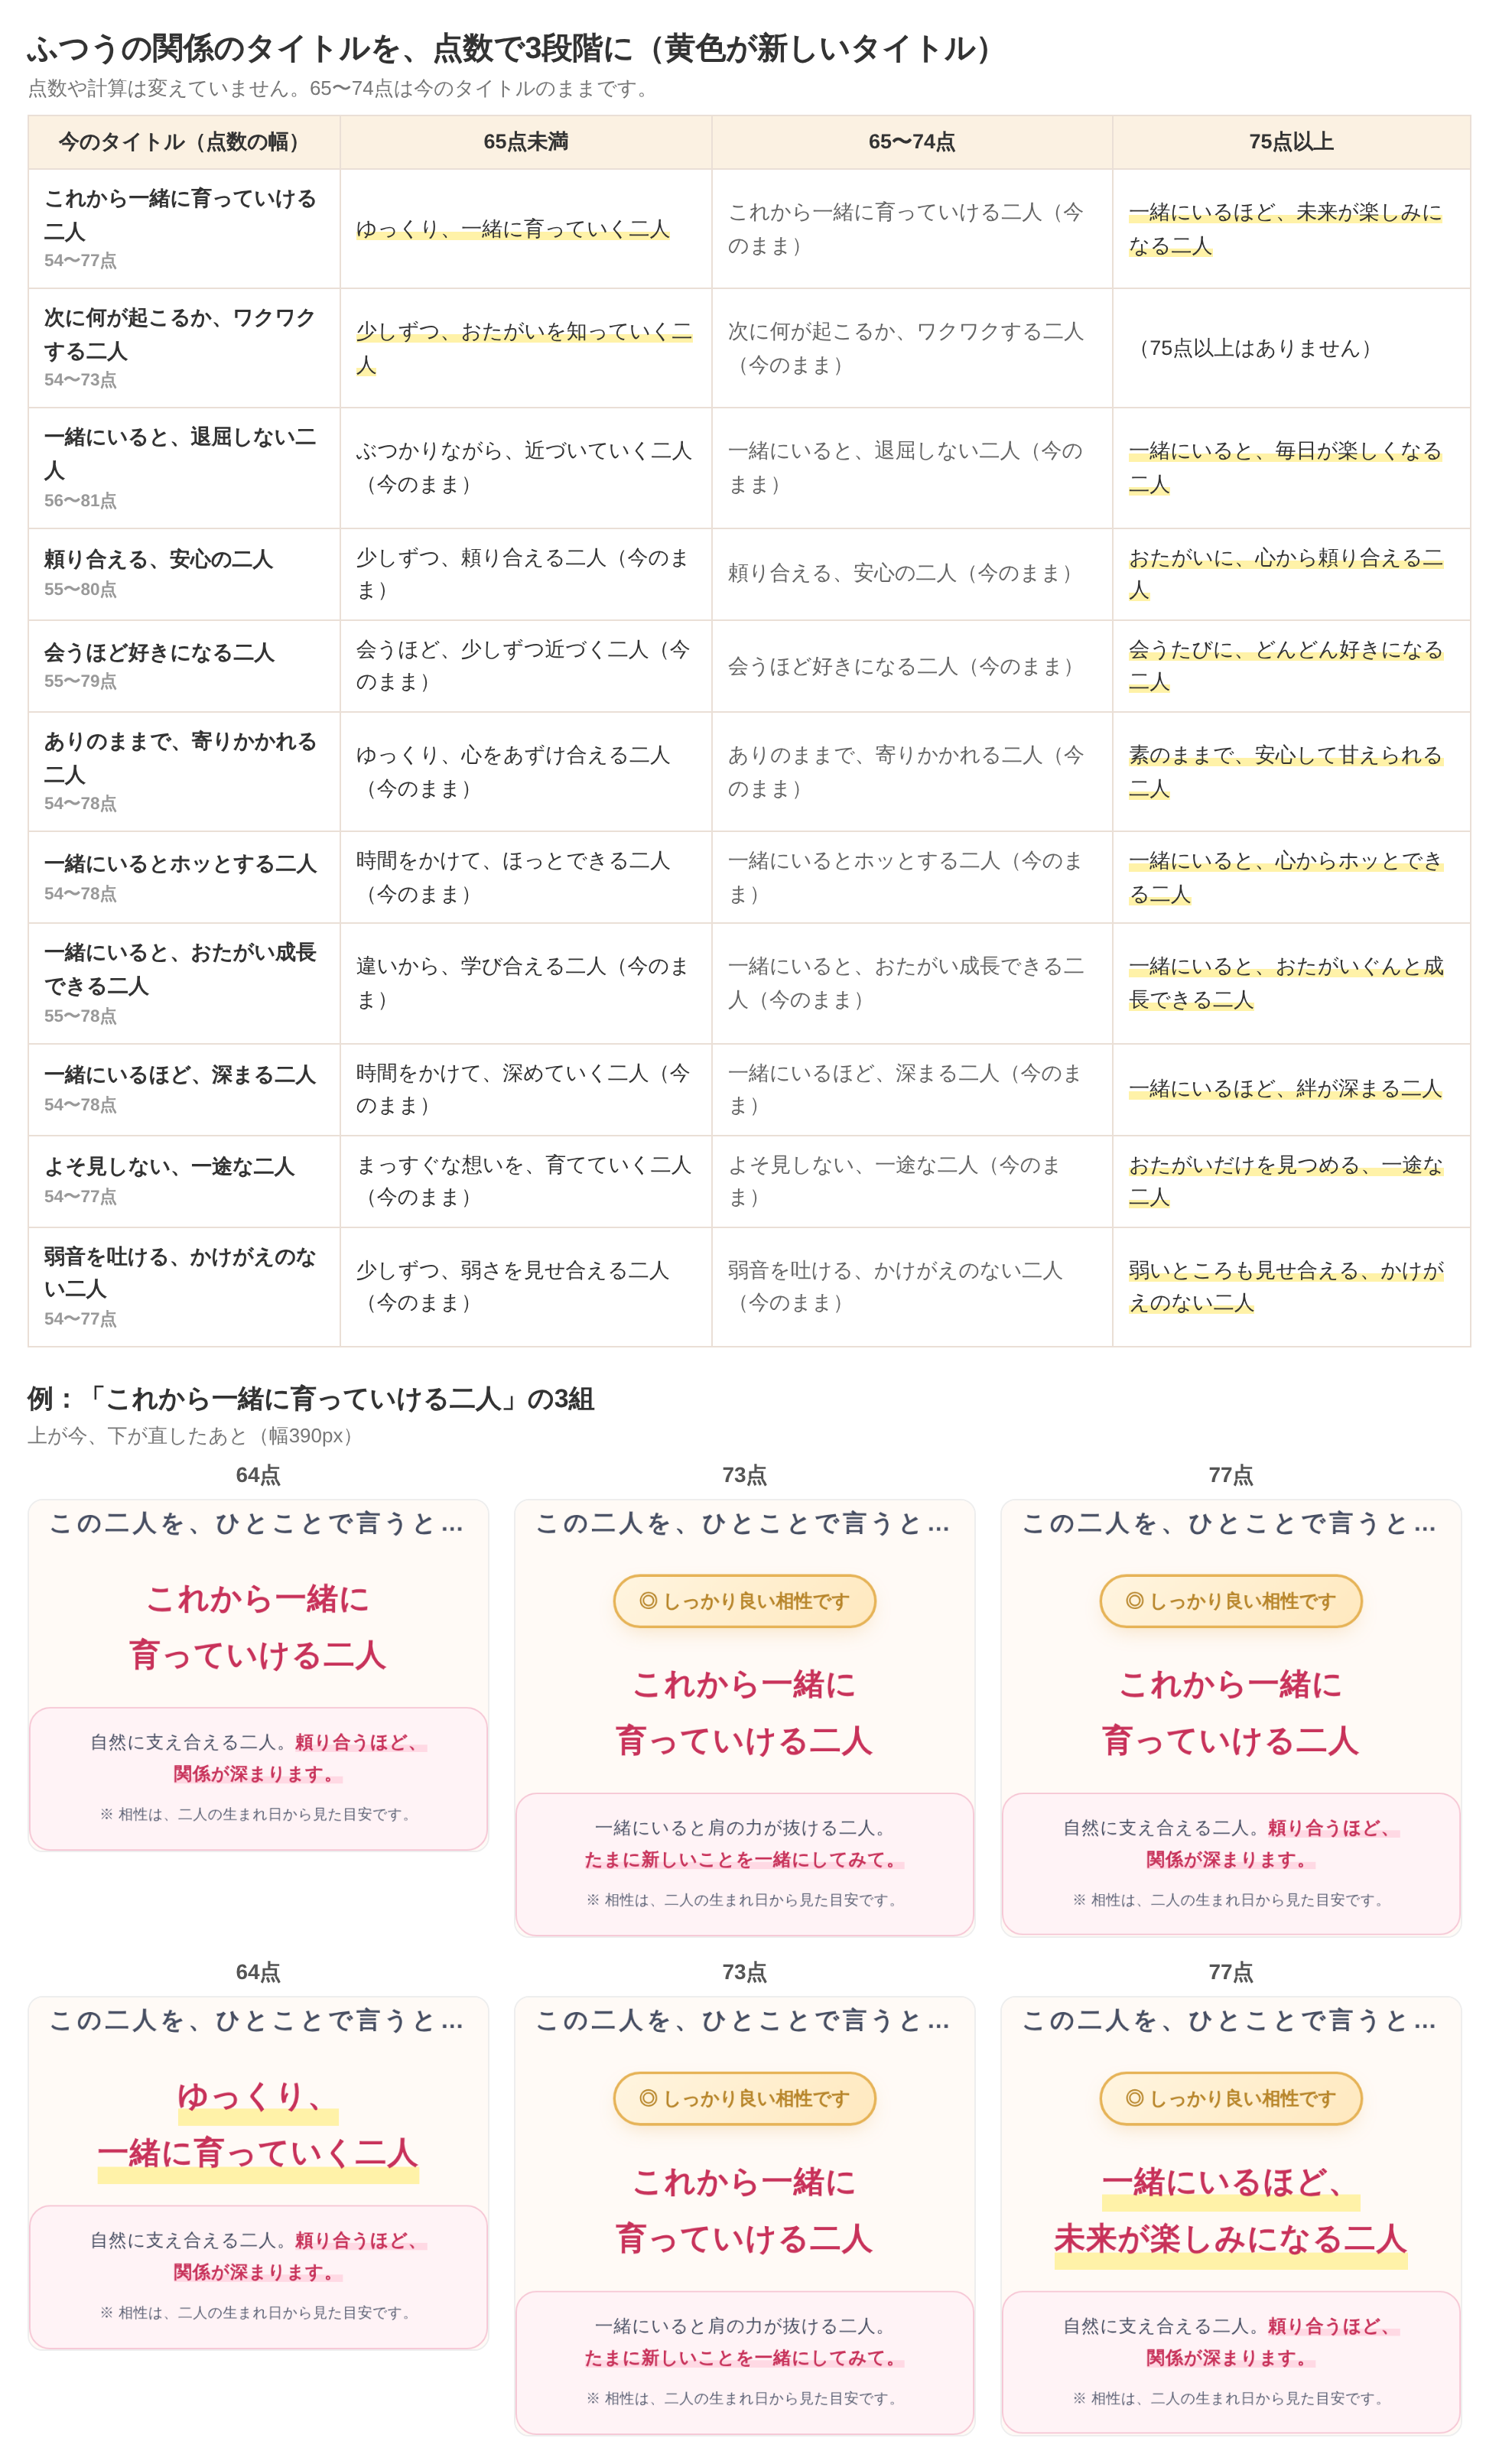 ふつうの関係のタイトルを、点数で3段階に（黄色が新しいタイトル）
点数や計算は変えていません。65〜74点は今のタイトルのままです。
今のタイトル（点数の幅）
65点未満
65〜74点
75点以上
これから一緒に育っていける
二人
54〜77点
ゆっくり、一緒に育っていく二人
これから一緒に育っていける二人（今
のまま）
一緒にいるほど、未来が楽しみに
なる二人
次に何が起こるか、ワクワク
する二人
54〜73点
少しずつ、おたがいを知っていく二
人
次に何が起こるか、ワクワクする二人
（今のまま）
（75点以上はありません）
一緒にいると、退屈しない二
人
56〜81点
ぶつかりながら、近づいていく二人
（今のまま）
一緒にいると、退屈しない二人（今の
まま）
一緒にいると、毎日が楽しくなる
二人
頼り合える、安心の二人
55〜80点
少しずつ、頼り合える二人（今のま
ま）
頼り合える、安心の二人（今のまま）
おたがいに、心から頼り合える二
人
会うほど好きになる二人
55〜79点
会うほど、少しずつ近づく二人（今
のまま）
会うほど好きになる二人（今のまま）
会うたびに、どんどん好きになる
二人
ありのままで、寄りかかれる
二人
54〜78点
ゆっくり、心をあずけ合える二人
（今のまま）
ありのままで、寄りかかれる二人（今
のまま）
素のままで、安心して甘えられる
二人
一緒にいるとホッとする二人
54〜78点
時間をかけて、ほっとできる二人
（今のまま）
一緒にいるとホッとする二人（今のま
ま）
一緒にいると、心からホッとでき
る二人
一緒にいると、おたがい成長
できる二人
55〜78点
違いから、学び合える二人（今のま
ま）
一緒にいると、おたがい成長できる二
人（今のまま）
一緒にいると、おたがいぐんと成
長できる二人
一緒にいるほど、深まる二人
54〜78点
時間をかけて、深めていく二人（今
のまま）
一緒にいるほど、深まる二人（今のま
ま）
一緒にいるほど、絆が深まる二人
よそ見しない、一途な二人
54〜77点
まっすぐな想いを、育てていく二人
（今のまま）
よそ見しない、一途な二人（今のま
ま）
おたがいだけを見つめる、一途な
二人
弱音を吐ける、かけがえのな
い二人
54〜77点
少しずつ、弱さを見せ合える二人
（今のまま）
弱音を吐ける、かけがえのない二人
（今のまま）
弱いところも見せ合える、かけが
えのない二人
例：「これから一緒に育っていける二人」の3組
上が今、下が直したあと（幅390px）
64点
この二人を、ひとことで言うと…
これから一緒に
育っていける二人
自然に支え合える二人。頼り合うほど、
関係が深まります。
※ 相性は、二人の生まれ日から見た目安です。
73点
この二人を、ひとことで言うと…
◎ しっかり良い相性です
これから一緒に
育っていける二人
一緒にいると肩の力が抜ける二人。
たまに新しいことを一緒にしてみて。
※ 相性は、二人の生まれ日から見た目安です。
77点
この二人を、ひとことで言うと…
◎ しっかり良い相性です
これから一緒に
育っていける二人
自然に支え合える二人。頼り合うほど、
関係が深まります。
※ 相性は、二人の生まれ日から見た目安です。
64点
この二人を、ひとことで言うと…
ゆっくり、
一緒に育っていく二人
自然に支え合える二人。頼り合うほど、
関係が深まります。
※ 相性は、二人の生まれ日から見た目安です。
73点
この二人を、ひとことで言うと…
◎ しっかり良い相性です
これから一緒に
育っていける二人
一緒にいると肩の力が抜ける二人。
たまに新しいことを一緒にしてみて。
※ 相性は、二人の生まれ日から見た目安です。
77点
この二人を、ひとことで言うと…
◎ しっかり良い相性です
一緒にいるほど、
未来が楽しみになる二人
自然に支え合える二人。頼り合うほど、
関係が深まります。
※ 相性は、二人の生まれ日から見た目安です。